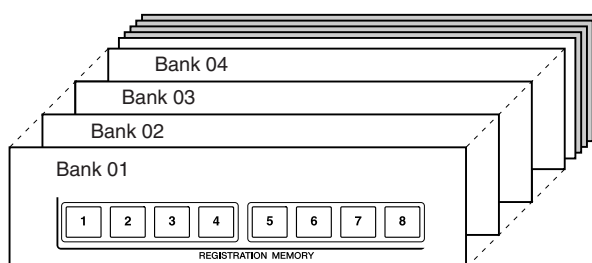 Bank 04
Bank 03
Bank 02
Bank 01
1 2 3 4 5 6 7 8
REGISTRATION MEMORY